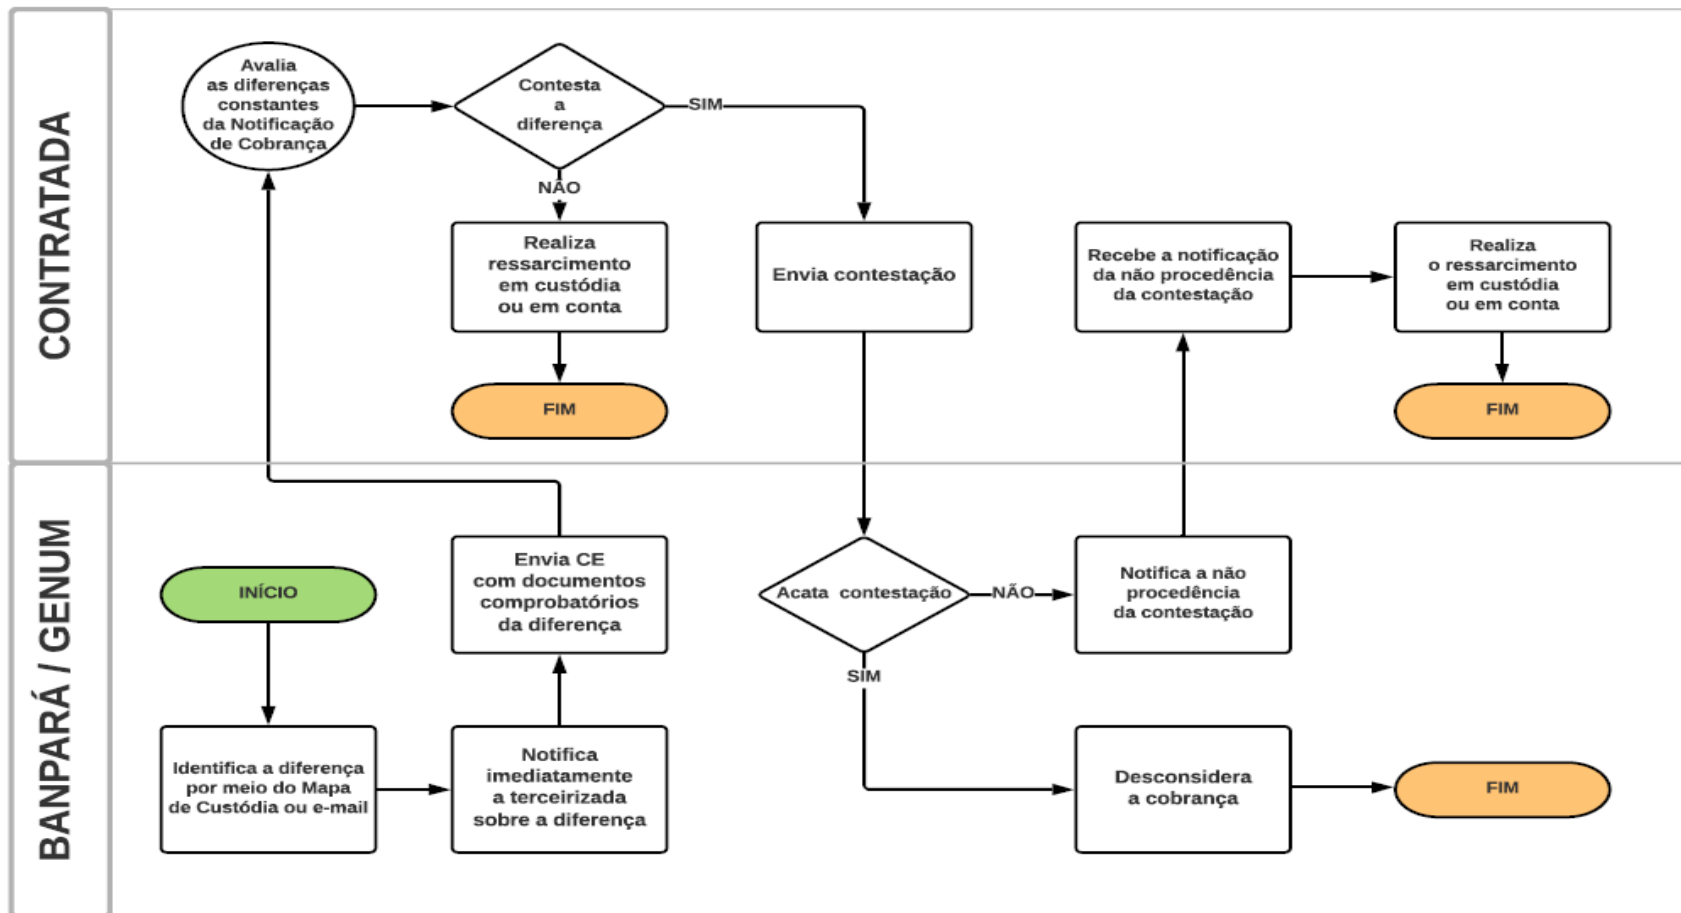 CONTRATADA
Avalia
as diferenças
constantes
da Notificação
de Cobrança
Contesta
a
diferença
SIM
NÃO
Realiza
ressarcimento
em custódia
ou em conta
FIM
Envia contestação
Recebe a notificação
da não procedência
da contestação
Realiza
o ressarcimento
em custódia
ou em conta
FIM
BANPARÁ / GENUM
INÍCIO
Identifica a diferença
por meio do Mapa
de Custódia ou e-mail
Notifica
imediatamente
a terceirizada
sobre a diferença
Envia CE
com documentos
comprobatórios
da diferença
Acata contestação
NÃO
Notifica a não
procedência
da contestação
SIM
Desconsidera
a cobrança
FIM